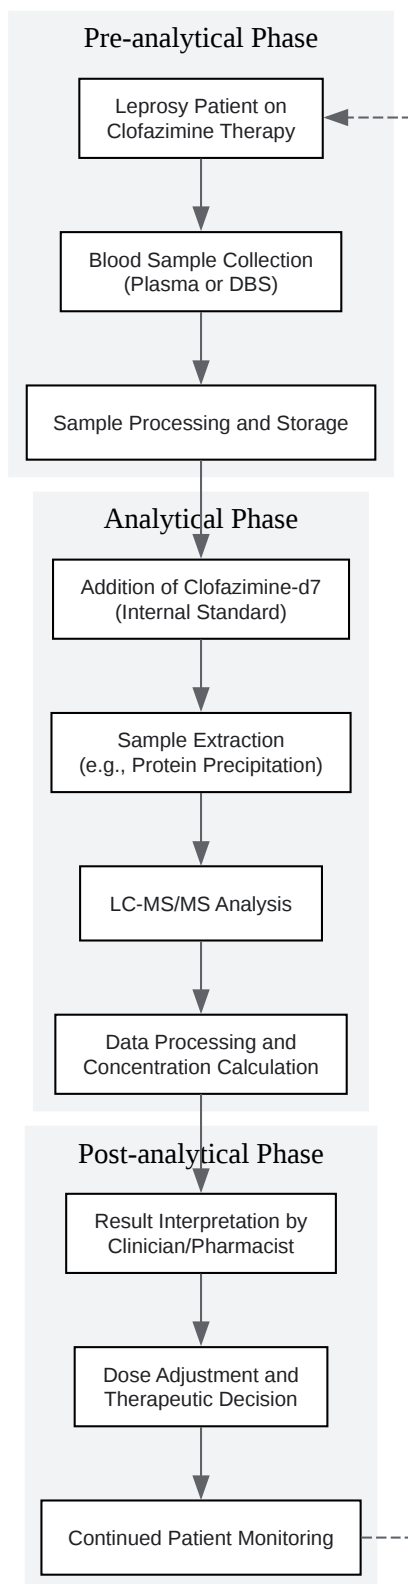 Pre-analytical Phase
Leprosy Patient on
Clofazimine Therapy
Blood Sample Collection
(Plasma or DBS)
Sample Processing and Storage
Analytical Phase
Addition of Clofazimine-d7
(Internal Standard)
Sample Extraction
(e.g., Protein Precipitation)
LC-MS/MS Analysis
Data Processing and
Concentration Calculation
Post-analytical Phase
Result Interpretation by
Clinician/Pharmacist
Dose Adjustment and
Therapeutic Decision
Continued Patient Monitoring